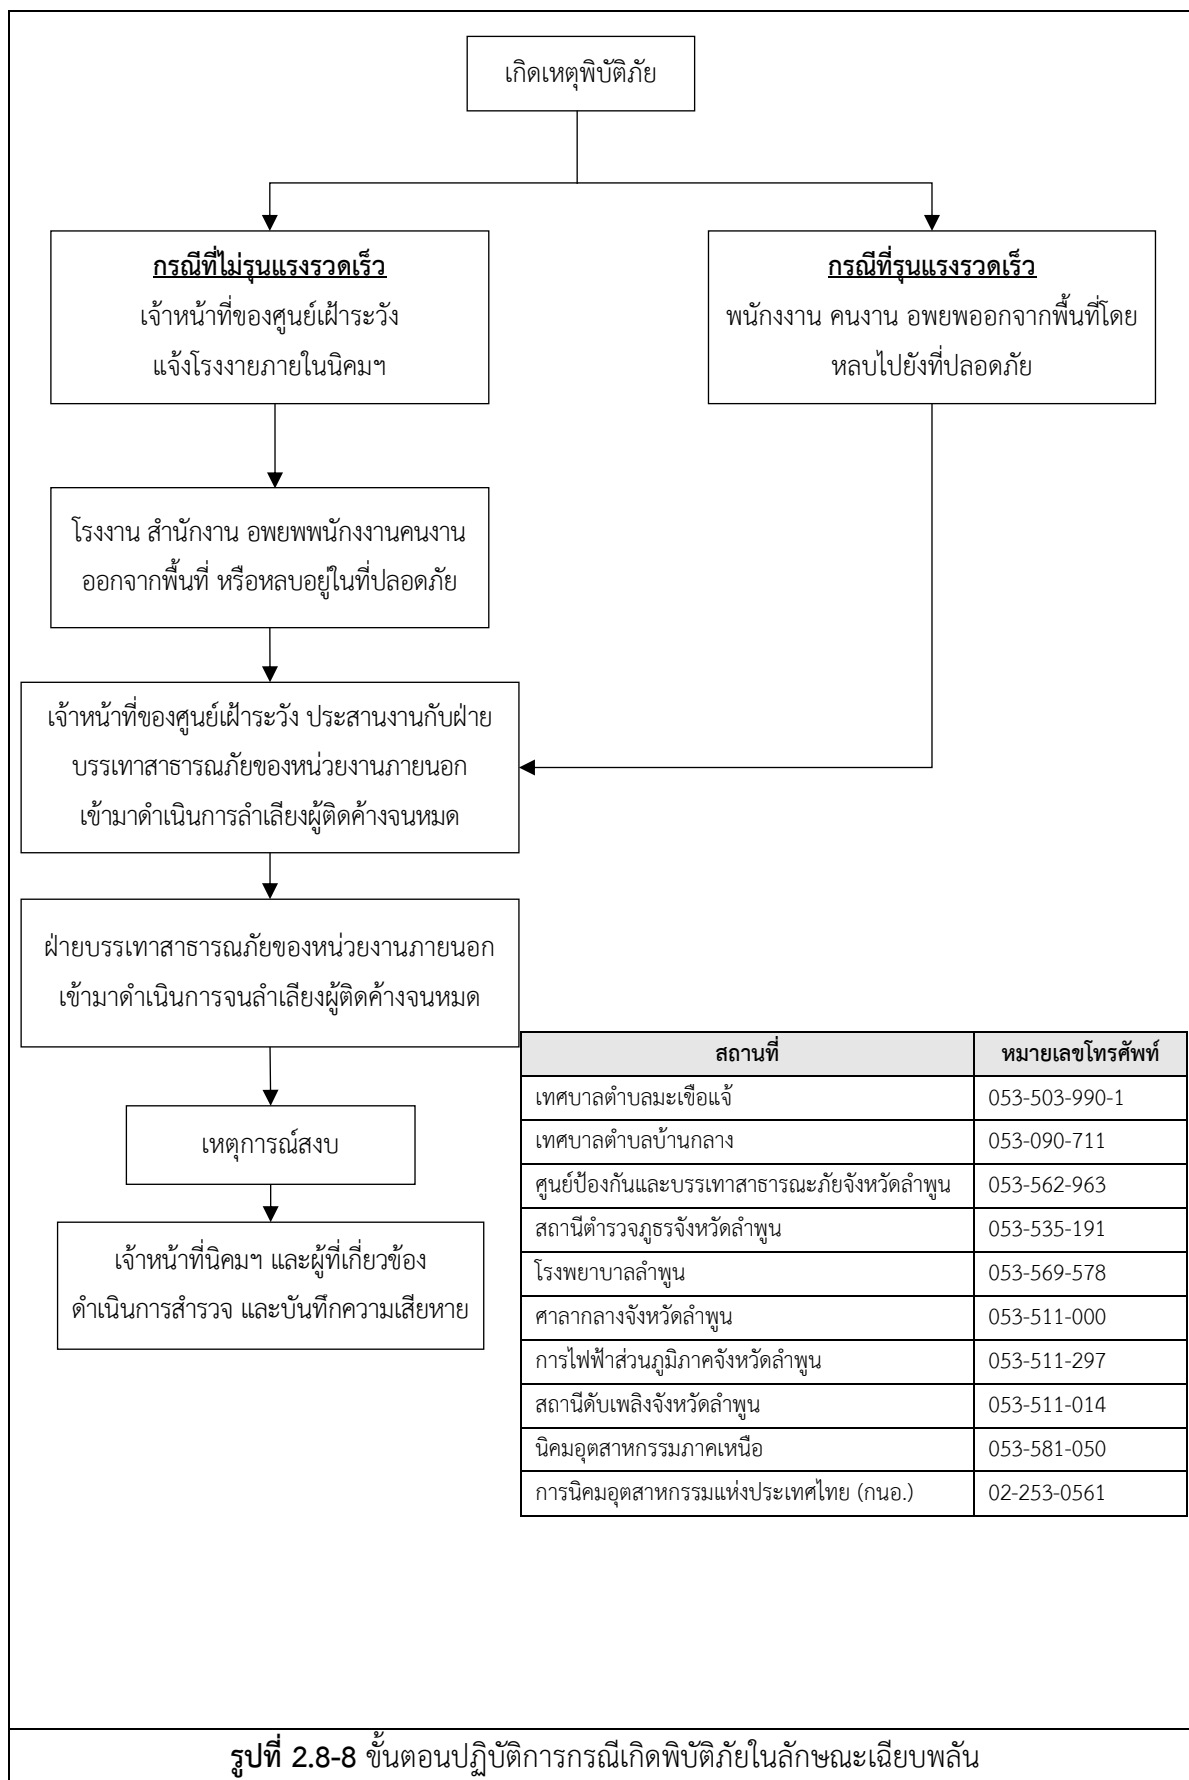 เกิดเหตุพิบัติภัย
กรณีที่ไม่รุนแรงรวดเร็ว
เจ้าหน้าที่ของศูนย์เฝ้าระวัง
แจ้งโรงงายภายในนิคมฯ
กรณีที่รุนแรงรวดเร็ว
พนักงงาน คนงาน อพยพออกจากพื้นที่โดย
หลบไปยังที่ปลอดภัย
โรงงาน สำนักงาน อพยพพนักงงานคนงาน
ออกจากพื้นที่ หรือหลบอยู่ในที่ปลอดภัย
เจ้าหน้าที่ของศูนย์เฝ้าระวัง ประสานงานกับฝ่าย
บรรเทาสาธารณภัยของหน่วยงานภายนอก
เข้ามาดำเนินการลำเลียงผู้ติดค้างจนหมด
ฝ่ายบรรเทาสาธารณภัยของหน่วยงานภายนอก
เข้ามาดำเนินการจนลำเลียงผู้ติดค้างจนหมด
เหตุการณ์สงบ
เจ้าหน้าที่นิคมฯ และผู้ที่เกี่ยวข้อง
ดำเนินการสำรวจ และบันทึกความเสียหาย
สถานที่ หมายเลขโทรศัพท์
เทศบาลตำบลมะเขือแจ้ 053-503-990-1
เทศบาลตำบลบ้านกลาง 053-090-711
ศูนย์ป้องกันและบรรเทาสาธารณะภัยจังหวัดลำพูน 053-562-963
สถานีตำรวจภูธรจังหวัดลำพูน 053-535-191
โรงพยาบาลลำพูน 053-569-578
ศาลากลางจังหวัดลำพูน 053-511-000
การไฟฟ้าส่วนภูมิภาคจังหวัดลำพูน 053-511-297
สถานีดับเพลิงจังหวัดลำพูน 053-511-014
นิคมอุตสาหกรรมภาคเหนือ 053-581-050
การนิคมอุตสาหกรรมแห่งประเทศไทย (กนอ.) 02-253-0561
รูปที่ 2.8-8 ขั้นตอนปฏิบัติการกรณีเกิดพิบัติภัยในลักษณะเฉียบพลัน